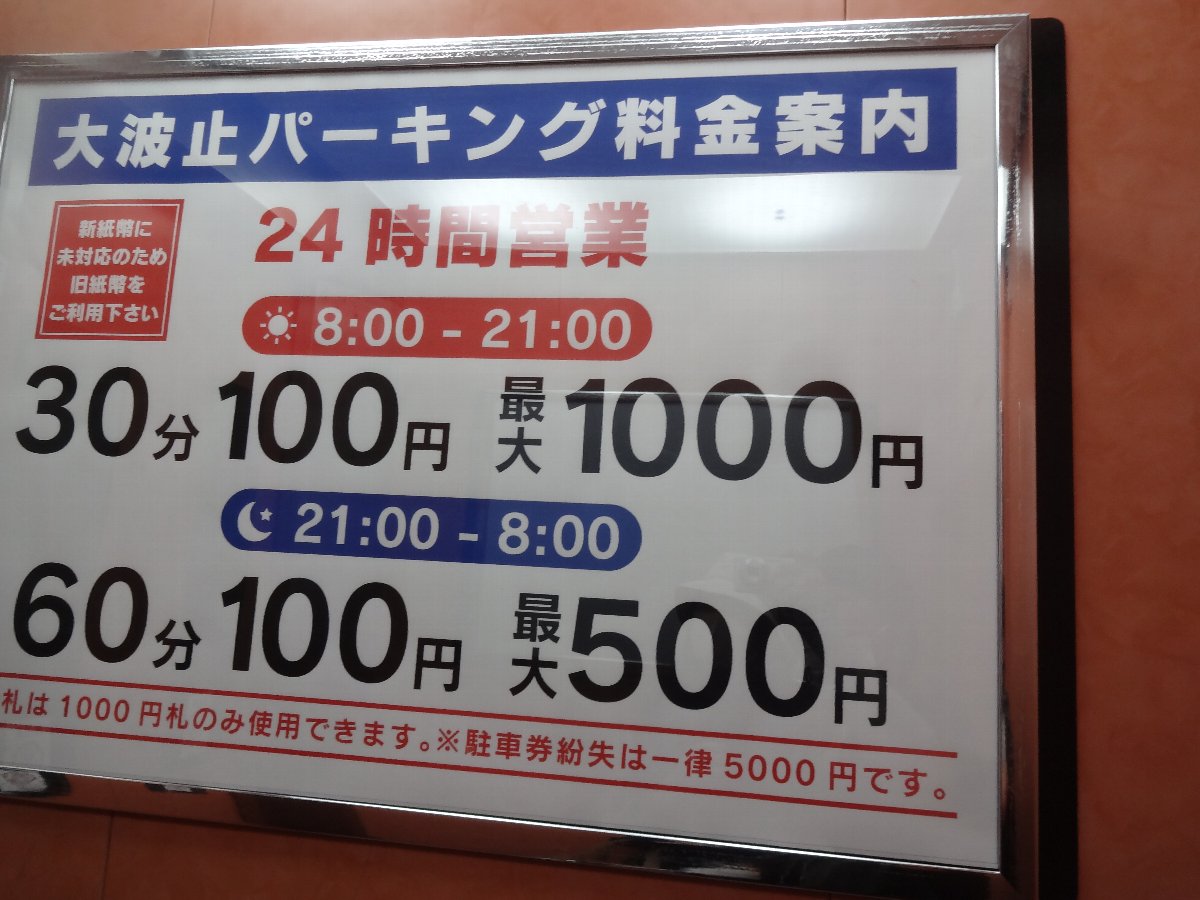 大波止パーキング料金案内
新紙幣に
未対応のため
旧紙幣を
ご利用下さい
24時間営業
8:00 - 21:00
30分 100円 最大 1000円
21:00 - 8:00
60分 100円 最大 500円
札は1000円札のみ使用できます。※駐車券紛失は一律5000円です。